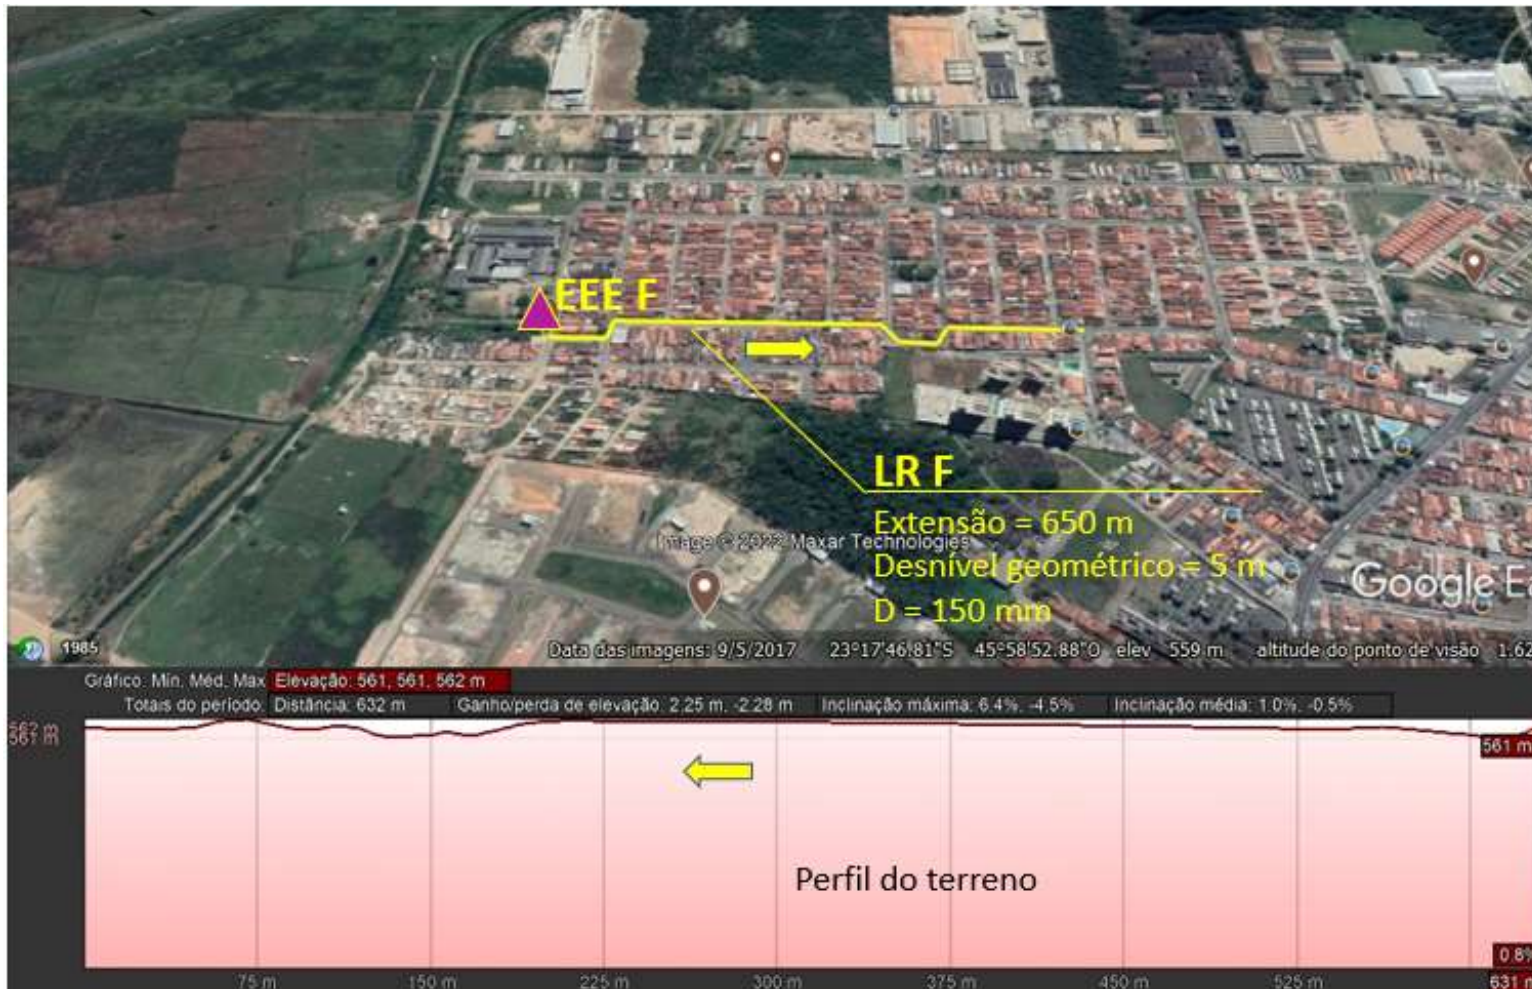 EEE F
LR F
Extensão = 650 m
Desnível geométrico = 5 m
D = 150 mm
Image © 2022 Maxar Technologies
Google E
1985
Data das imagens: 9/5/2017 23°17'46.81"S 45°58'52.88"O elev 559 m altitude do ponto de visão 1.62
Gráfico: Mín. Méd. Max Elevação: 561, 561, 562 m
Totais do período: Distância: 632 m Ganho/perda de elevação: 2.25 m, -2.28 m Inclinação máxima: 6.4%, -4.5% Inclinação média: 1.0%, -0.5%
562 m
561 m
561 m
Perfil do terreno
0.8%
75 m 150 m 225 m 300 m 375 m 450 m 525 m 631 m